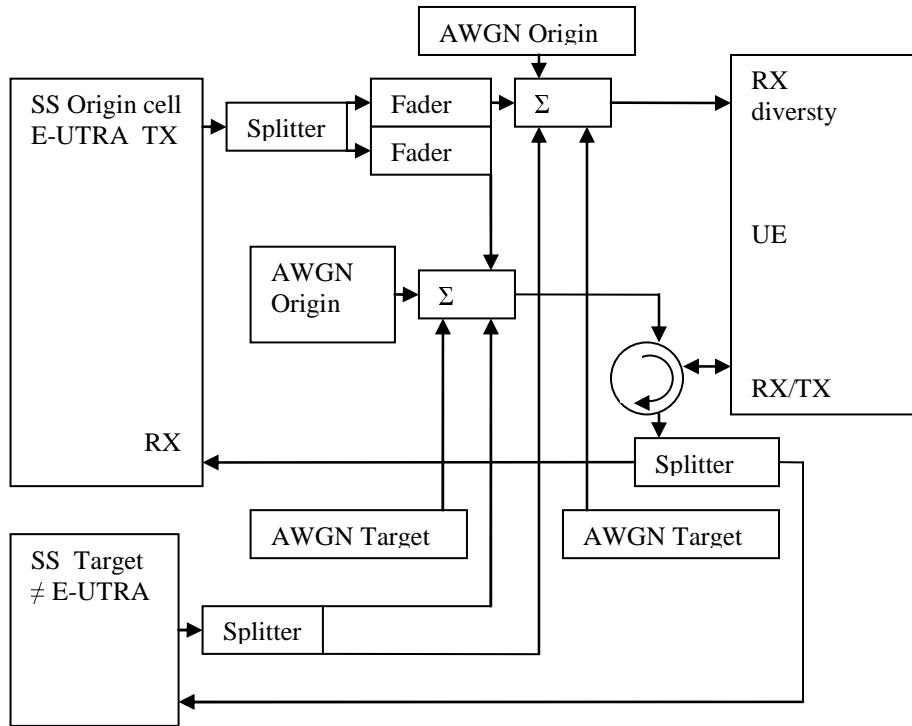 AWGN Origin
SS Origin cell
E-UTRA TX
Splitter
Fader
Fader
Σ
RX
diversty
UE
AWGN
Origin
Σ
RX/TX
RX
Splitter
AWGN Target
AWGN Target
SS Target
≠ E-UTRA
Splitter